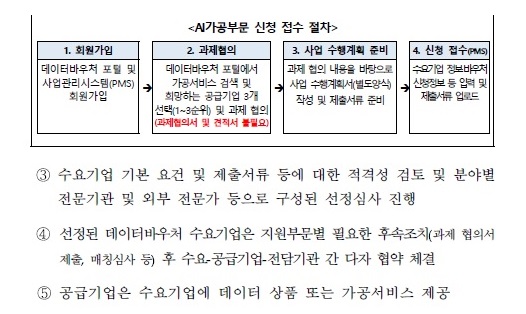 <AI가공부문 신청 접수 절차>
1. 회원가입
데이터바우처 포털 및
사업관리시스템(PMS)
회원가입
2. 과제협의
데이터바우처 포털에서
가공서비스 검색 및
희망하는 공급기업 3개
선택(1~3순위) 및 과제 협의
(과제협의서 및 견적서 불필요)
3. 사업 수행계획 준비
과제 협의 내용을 바탕으로
사업 수행계획서(별도양식)
작성 및 제출서류 준비
4. 신청 접수(PMS)
수요기업 정보바우처
신청정보 등 입력 및
제출서류 업로드
③ 수요기업 기본 요건 및 제출서류 등에 대한 적격성 검토 및 분야별
전문기관 및 외부 전문가 등으로 구성된 선정심사 진행
④ 선정된 데이터바우처 수요기업은 지원부문별 필요한 후속조치(과제 협의서
제출, 매칭심사 등) 후 수요-공급기업-전담기관 간 다자 협약 체결
⑤ 공급기업은 수요기업에 데이터 상품 또는 가공서비스 제공